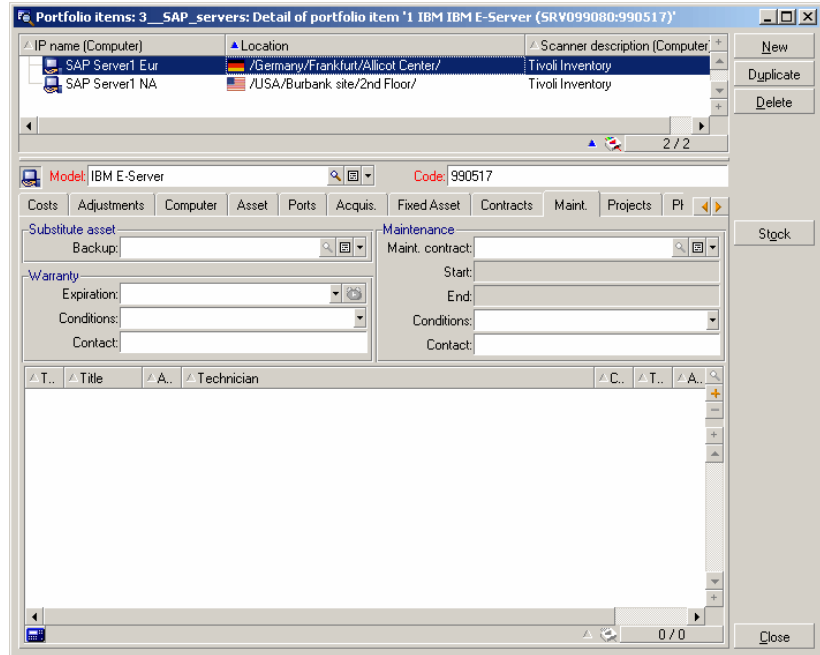 Portfolio items: 3__SAP_servers: Detail of portfolio item '1 IBM IBM E-Server (SRV099080:990517)'
IP name (Computer) Location Scanner description (Computer)
SAP Server1 Eur /Germany/Frankfurt/Allicot Center/ Tivoli Inventory
SAP Server1 NA /USA/Burbank site/2nd Floor/ Tivoli Inventory
2 / 2
New
Duplicate
Delete
Model: IBM E-Server Code: 990517
Costs Adjustments Computer Asset Ports Acquis. Fixed Asset Contracts Maint. Projects
Stock
Substitute asset
Backup:
Warranty
Expiration:
Conditions:
Contact:
Maintenance
Maint. contract:
Start:
End:
Conditions:
Contact:
T.. Title A.. Technician C.. T.. A..
0 / 0
Close